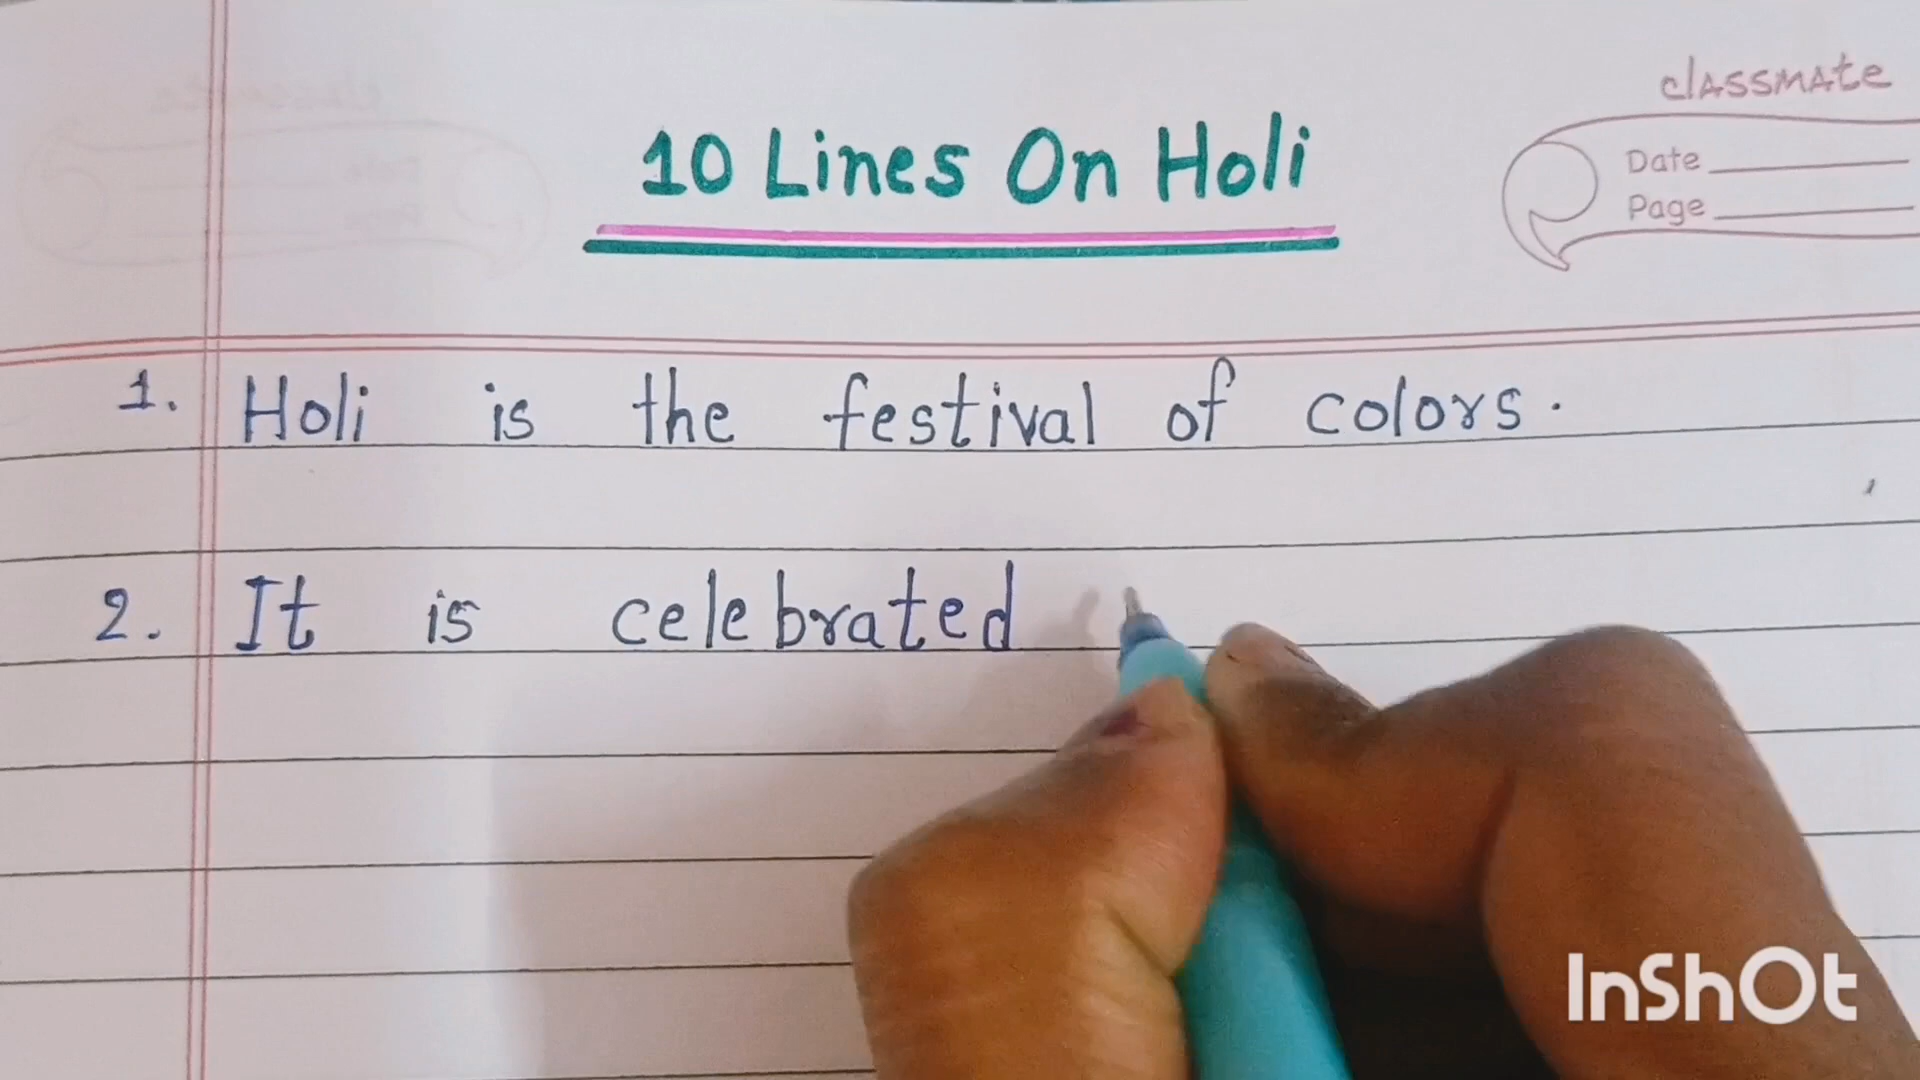 classmate
10 Lines On Holi
Date
Page
1. Holi is the festival of colors.
2. It is celebrated
InShOt